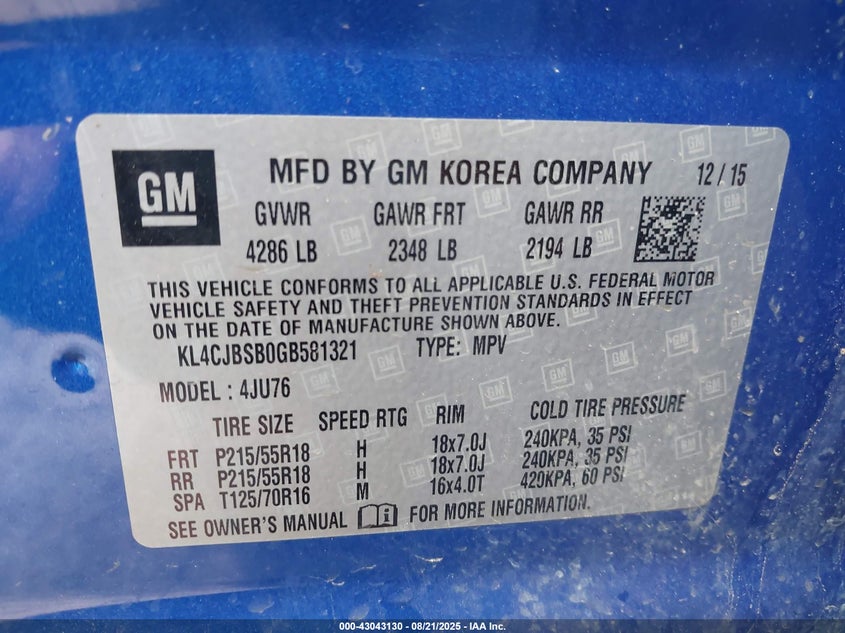 GM MFD BY GM KOREA COMPANY 12/15
GVWR GAWR FRT GAWR RR
4286 LB 2348 LB 2194 LB
THIS VEHICLE CONFORMS TO ALL APPLICABLE U.S. FEDERAL MOTOR
VEHICLE SAFETY AND THEFT PREVENTION STANDARDS IN EFFECT
ON THE DATE OF MANUFACTURE SHOWN ABOVE.
KL4CJBSB0GB581321 TYPE: MPV
MODEL : 4JU76
TIRE SIZE SPEED RTG RIM COLD TIRE PRESSURE
FRT P215/55R18 H 18x7.0J 240KPA, 35 PSI
RR P215/55R18 H 18x7.0J 240KPA, 35 PSI
SPA T125/70R16 M 16x4.0T 420KPA, 60 PSI
SEE OWNER'S MANUAL FOR MORE INFORMATION.
000-43043130 - 08/21/2025 - IAA Inc.